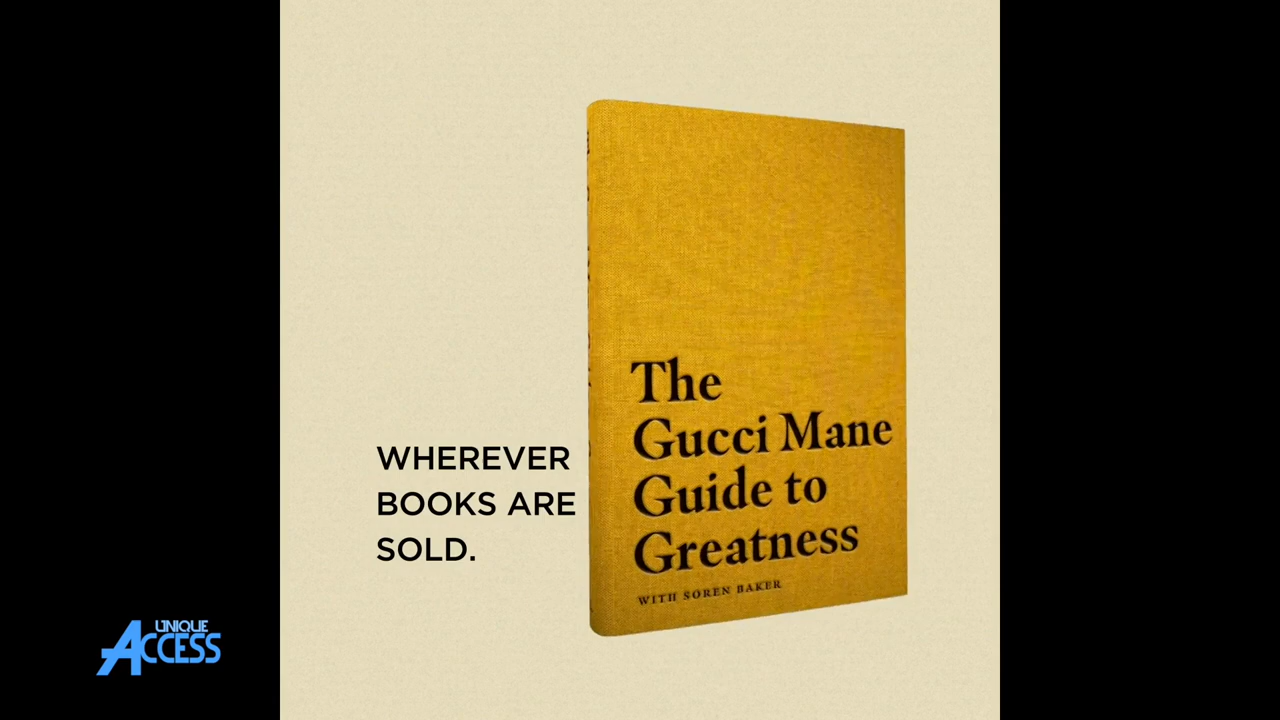 WHEREVER
BOOKS ARE
SOLD.
The
Gucci Mane
Guide to
Greatness
WITH SOREN BAKER
UNIQUE
ACCESS